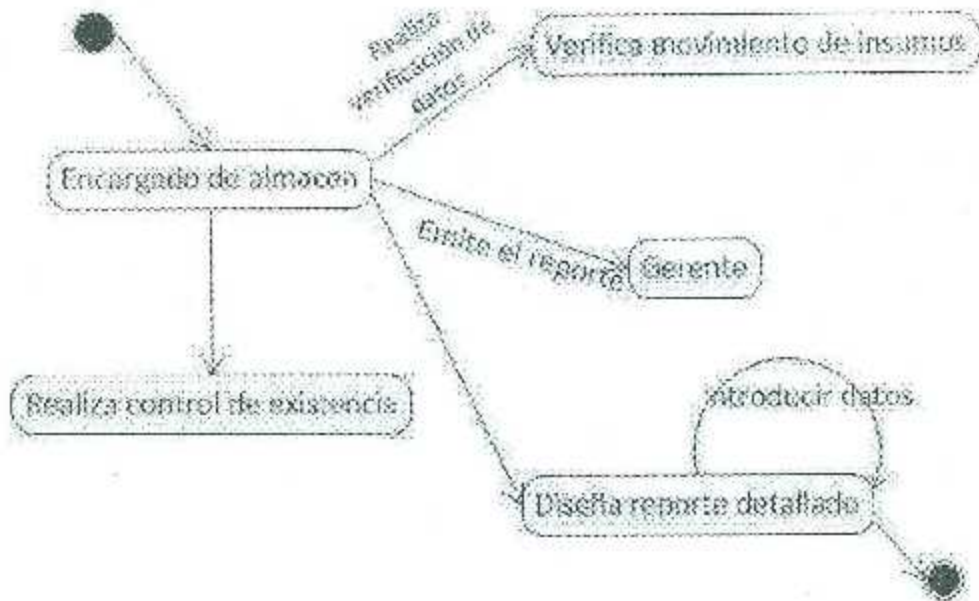 Realiza
verificación de
datos
Verifica movimiento de insumos
Encargado de almacen
Emite el reporte
Gerente
Realiza control de existencia
introducir datos
Diseña reporte detallado